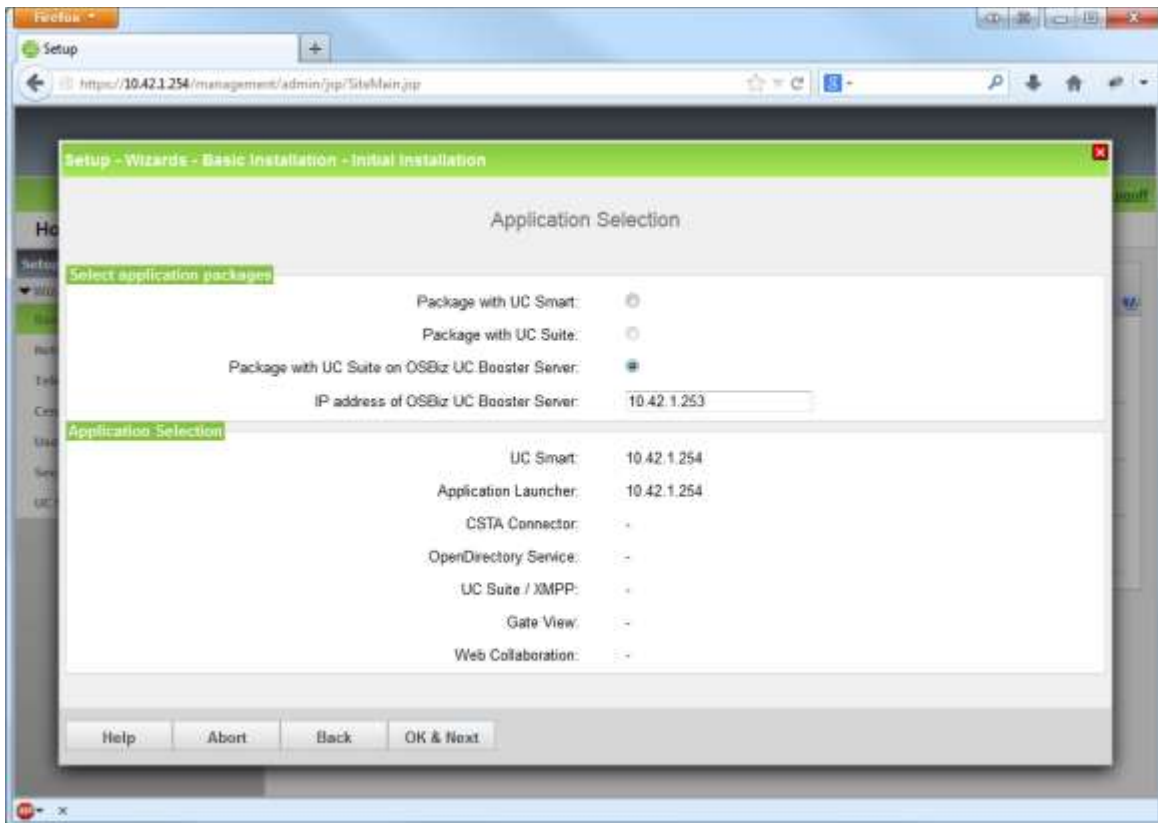 Firefox
Setup
https://10.42.1.254/management/admin/jsp/SiteMain.jsp
Setup - Wizards - Basic Installation - Initial Installation
Application Selection
Ho
Setup
Select application packages
Package with UC Smart:
Package with UC Suite:
Package with UC Suite on OSBiz UC Booster Server:
IP address of OSBiz UC Booster Server: 10.42.1.253
Application Selection
UC Smart: 10.42.1.254
Application Launcher: 10.42.1.254
CSTA Connector: -
OpenDirectory Service: -
UC Suite / XMPP: -
Gate View: -
Web Collaboration: -
Help Abort Back OK & Next